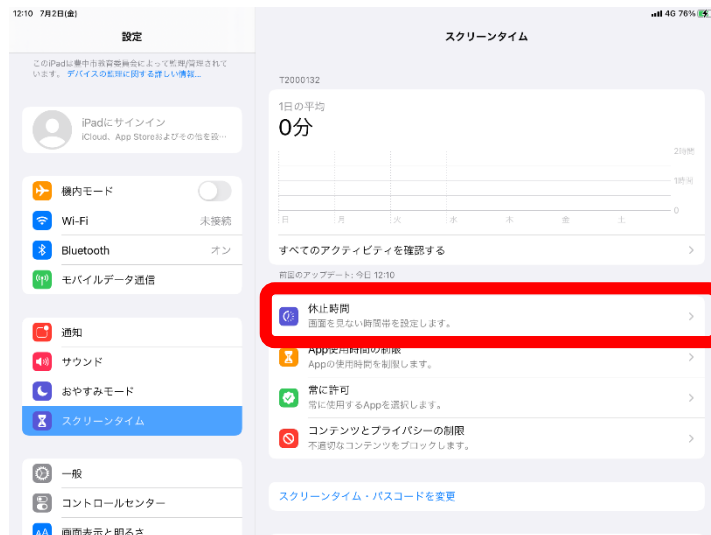 12:10 7月2日(金)
4G 76%
設定
スクリーンタイム
このiPadは豊中市教育委員会によって監理/管理されて
います。 デバイスの監理に関する詳しい情報...
iPadにサインイン
iCloud、App Storeおよびその他を設…
機内モード
Wi-Fi 未接続
Bluetooth オン
モバイルデータ通信
通知
サウンド
おやすみモード
スクリーンタイム
一般
コントロールセンター
画面表示と明るさ
T2000132
1日の平均
0分
2時間
1時間
0
日 月 火 水 木 金 土
すべてのアクティビティを確認する
前回のアップデート: 今日 12:10
休止時間
画面を見ない時間帯を設定します。
App使用時間の制限
Appの使用時間を制限します。
常に許可
常に使用するAppを選択します。
コンテンツとプライバシーの制限
不適切なコンテンツをブロックします。
スクリーンタイム・パスコードを変更